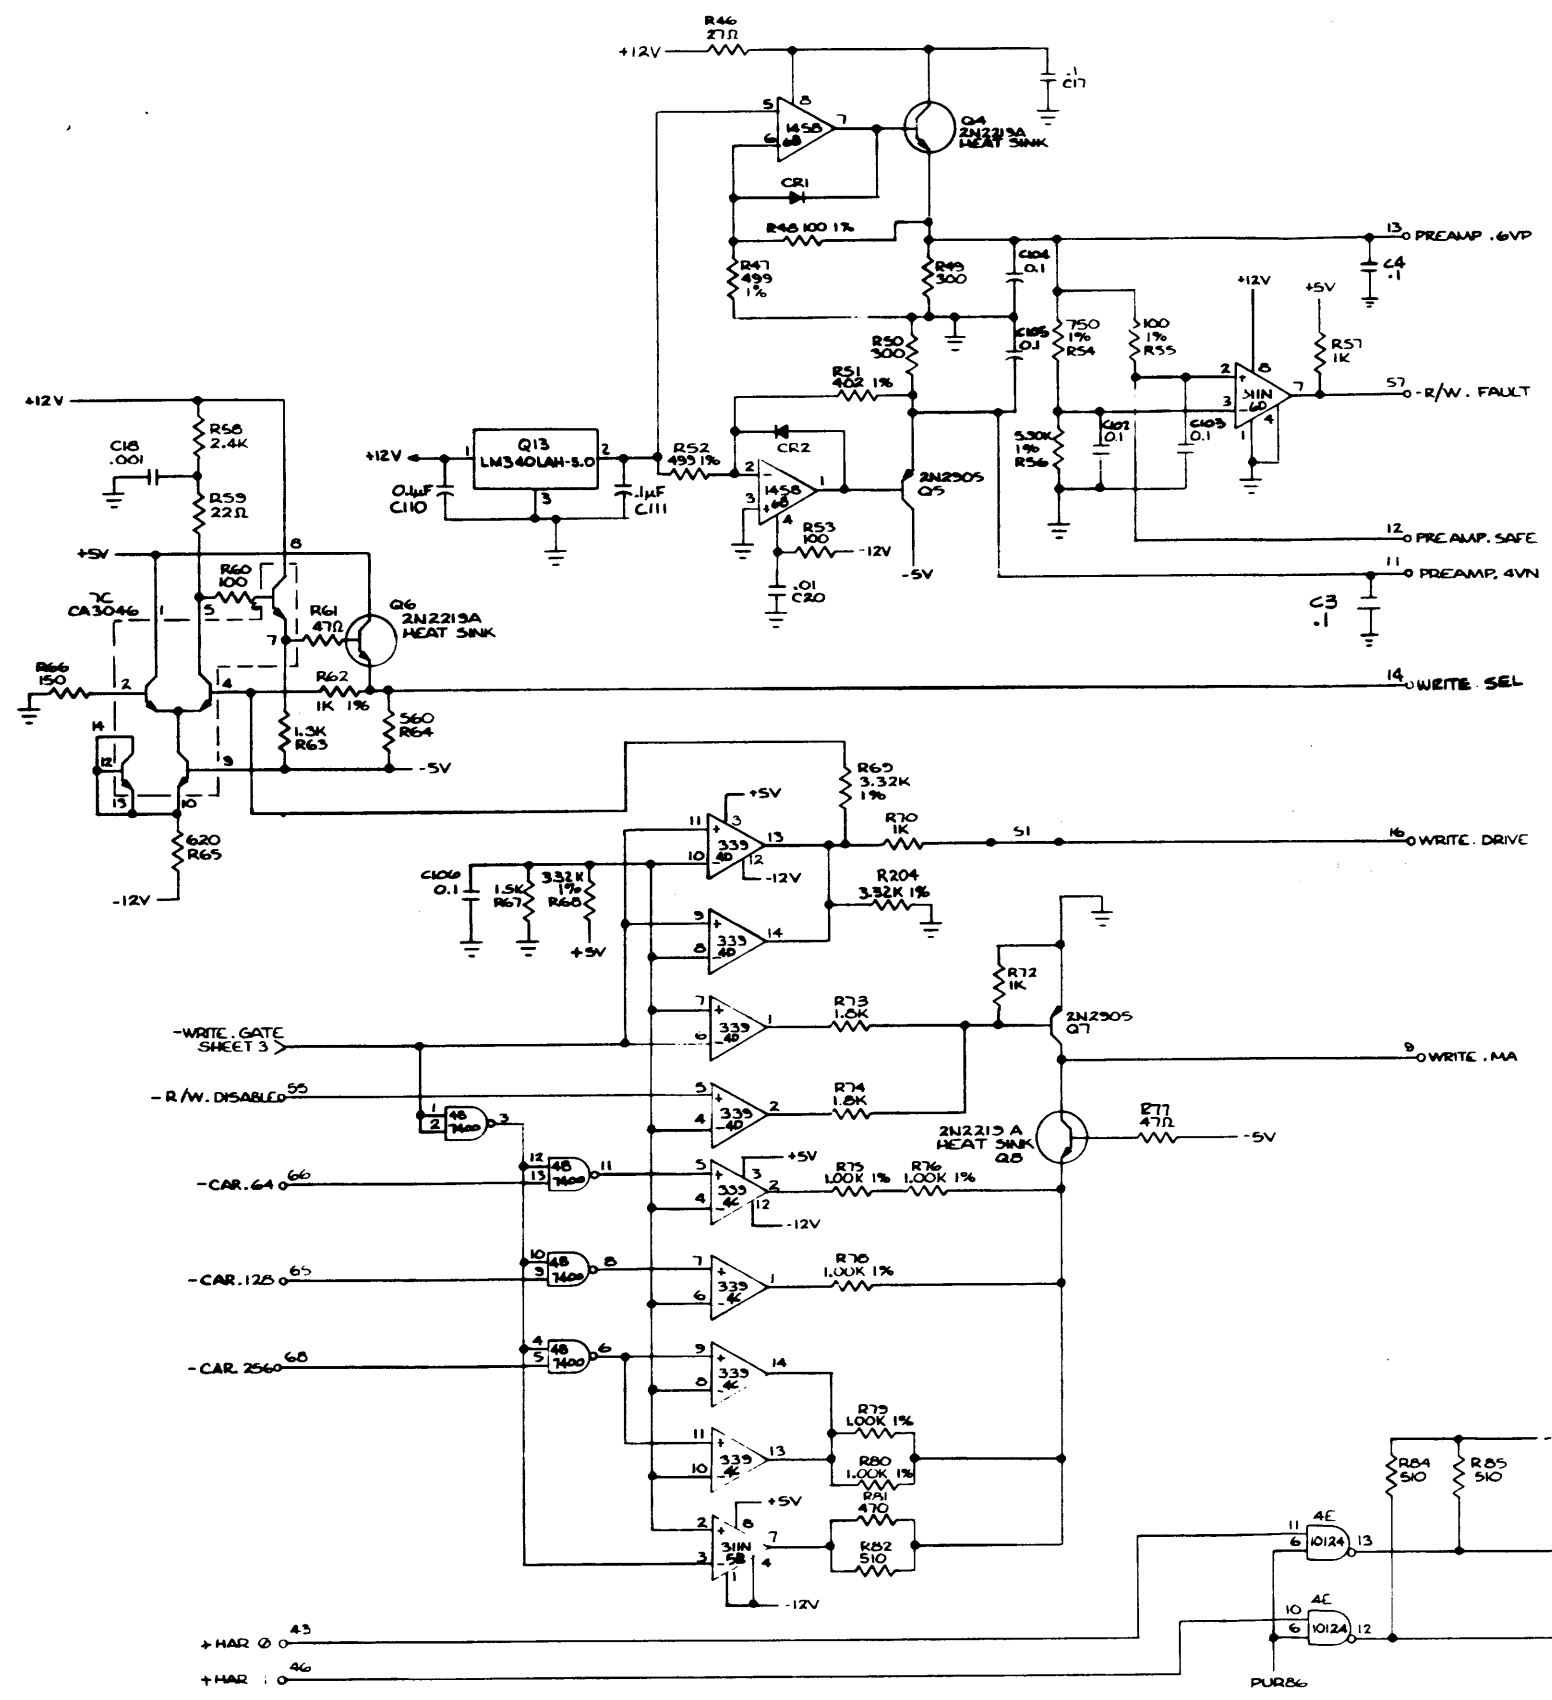 R46
27Ω
+12V
.1
C17
5
8
1458
6B
7
6
Q4
2N2219A
HEAT SINK
CR1
R48 100 1%
R47
499
1%
R49
300
C104
0.1
13
PREAMP .6VP
C4
.1
+12V
+5V
R50
300
C105
0.1
750
1%
R54
100
1%
R55
R57
1K
R51
402 1%
2
+
8
311N
6D
7
3
-
4
1
57
-R/W. FAULT
+12V
R58
2.4K
C18
.001
R59
22Ω
Q13
LM340LAH-5.0
+12V
1
2
3
0.1µF
C110
.1µF
C111
R52
499 1%
CR2
2
-
1458
6B
1
3
+
4
2N2905
Q5
5.90K
1%
R56
C102
0.1
C103
0.1
R53
100
-12V
-5V
.01
C20
12
PREAMP. SAFE
11
PREAMP. 4VN
C3
.1
+5V
8
R60
100
7C
CA3046
1
5
6
7
R61
47Ω
Q6
2N2219A
HEAT SINK
R66
150
2
4
R62
1K 1%
14
WRITE. SEL
14
1.3K
R63
560
R64
12
9
-5V
13
10
620
R65
-12V
R69
3.32K
1%
+5V
11
+
3
339
4D
13
10
-
12
-12V
R70
1K
S1
16
WRITE. DRIVE
C106
0.1
1.5K
R67
3.32K
1%
R68
+5V
R204
3.32K 1%
9
+
339
4D
14
8
-
R72
1K
7
+
339
4D
1
6
-
R73
1.8K
2N2905
Q7
-WRITE. GATE
SHEET 3
9
WRITE . MA
-R/W. DISABLE
55
5
+
339
4D
2
4
-
R74
1.8K
1
2
4B
7400
3
2N2219 A
HEAT SINK
Q8
R77
47Ω
-5V
-CAR. 64
66
12
13
4B
7400
11
5
+
3
+5V
339
4C
2
4
-
12
-12V
R75
1.00K 1%
R76
1.00K 1%
-CAR. 128
65
10
9
4B
7400
8
7
+
339
4C
1
6
-
R78
1.00K 1%
-CAR. 256
68
4
5
4B
7400
6
9
+
339
4C
14
8
-
R79
1.00K 1%
11
+
339
4C
13
10
-
R80
1.00K 1%
R81
470
+5V
2
+
8
311N
5B
7
3
-
4
1
-12V
R82
510
R84
510
R85
510
4E
11
6
10124
13
4E
10
6
10124
12
+HAR 0
43
+HAR 1
46
PUR86